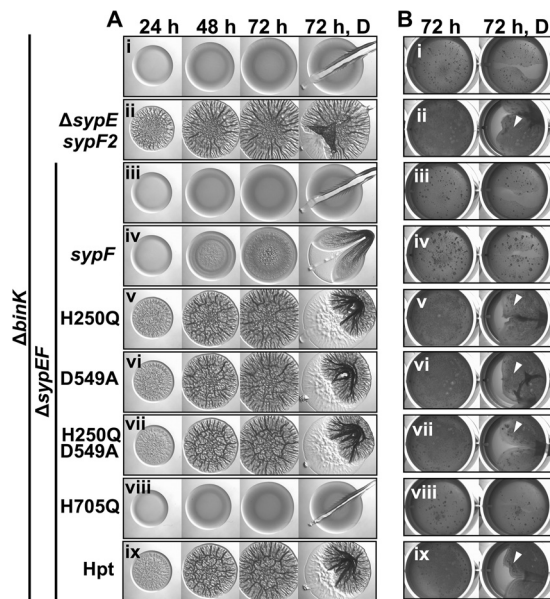 A 24 h 48 h 72 h 72 h, D B 72 h 72 h, D
i i
ΔsypE
sypF2
ii ii
iii iii
sypF iv iv
H250Q v v
D549A vi vi
H250Q
D549A
vii vii
H705Q viii viii
Hpt ix ix
ΔbinK
ΔsypEF